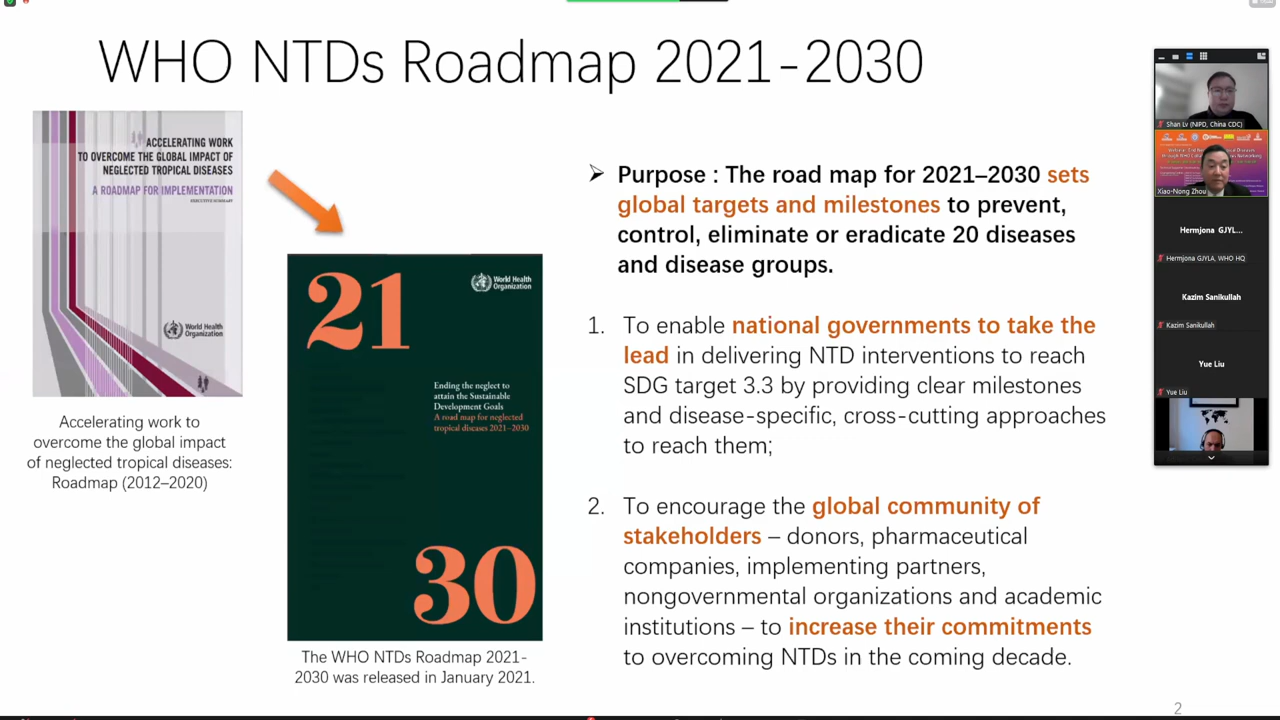 WHO NTDs Roadmap 2021-2030
ACCELERATING WORK
TO OVERCOME THE GLOBAL IMPACT OF
NEGLECTED TROPICAL DISEASES
A ROADMAP FOR IMPLEMENTATION
EXECUTIVE SUMMARY
World Health
Organization
Accelerating work to
overcome the global impact
of neglected tropical diseases:
Roadmap (2012–2020)
21
World Health
Organization
Ending the neglect to
attain the Sustainable
Development Goals
A road map for neglected
tropical diseases 2021–2030
30
The WHO NTDs Roadmap 2021-
2030 was released in January 2021.
➢ Purpose : The road map for 2021–2030 sets
global targets and milestones to prevent,
control, eliminate or eradicate 20 diseases
and disease groups.
1. To enable national governments to take the
lead in delivering NTD interventions to reach
SDG target 3.3 by providing clear milestones
and disease-specific, cross-cutting approaches
to reach them;
2. To encourage the global community of
stakeholders – donors, pharmaceutical
companies, implementing partners,
nongovernmental organizations and academic
institutions – to increase their commitments
to overcoming NTDs in the coming decade.
2
Shan Lv (NIPD, China CDC)
Xiao-Nong Zhou
Hermjona GJYL...
Hermjona GJYLA, WHO HQ
Kazim Sanikullah
Kazim Sanikullah
Yue Liu
Yue Liu